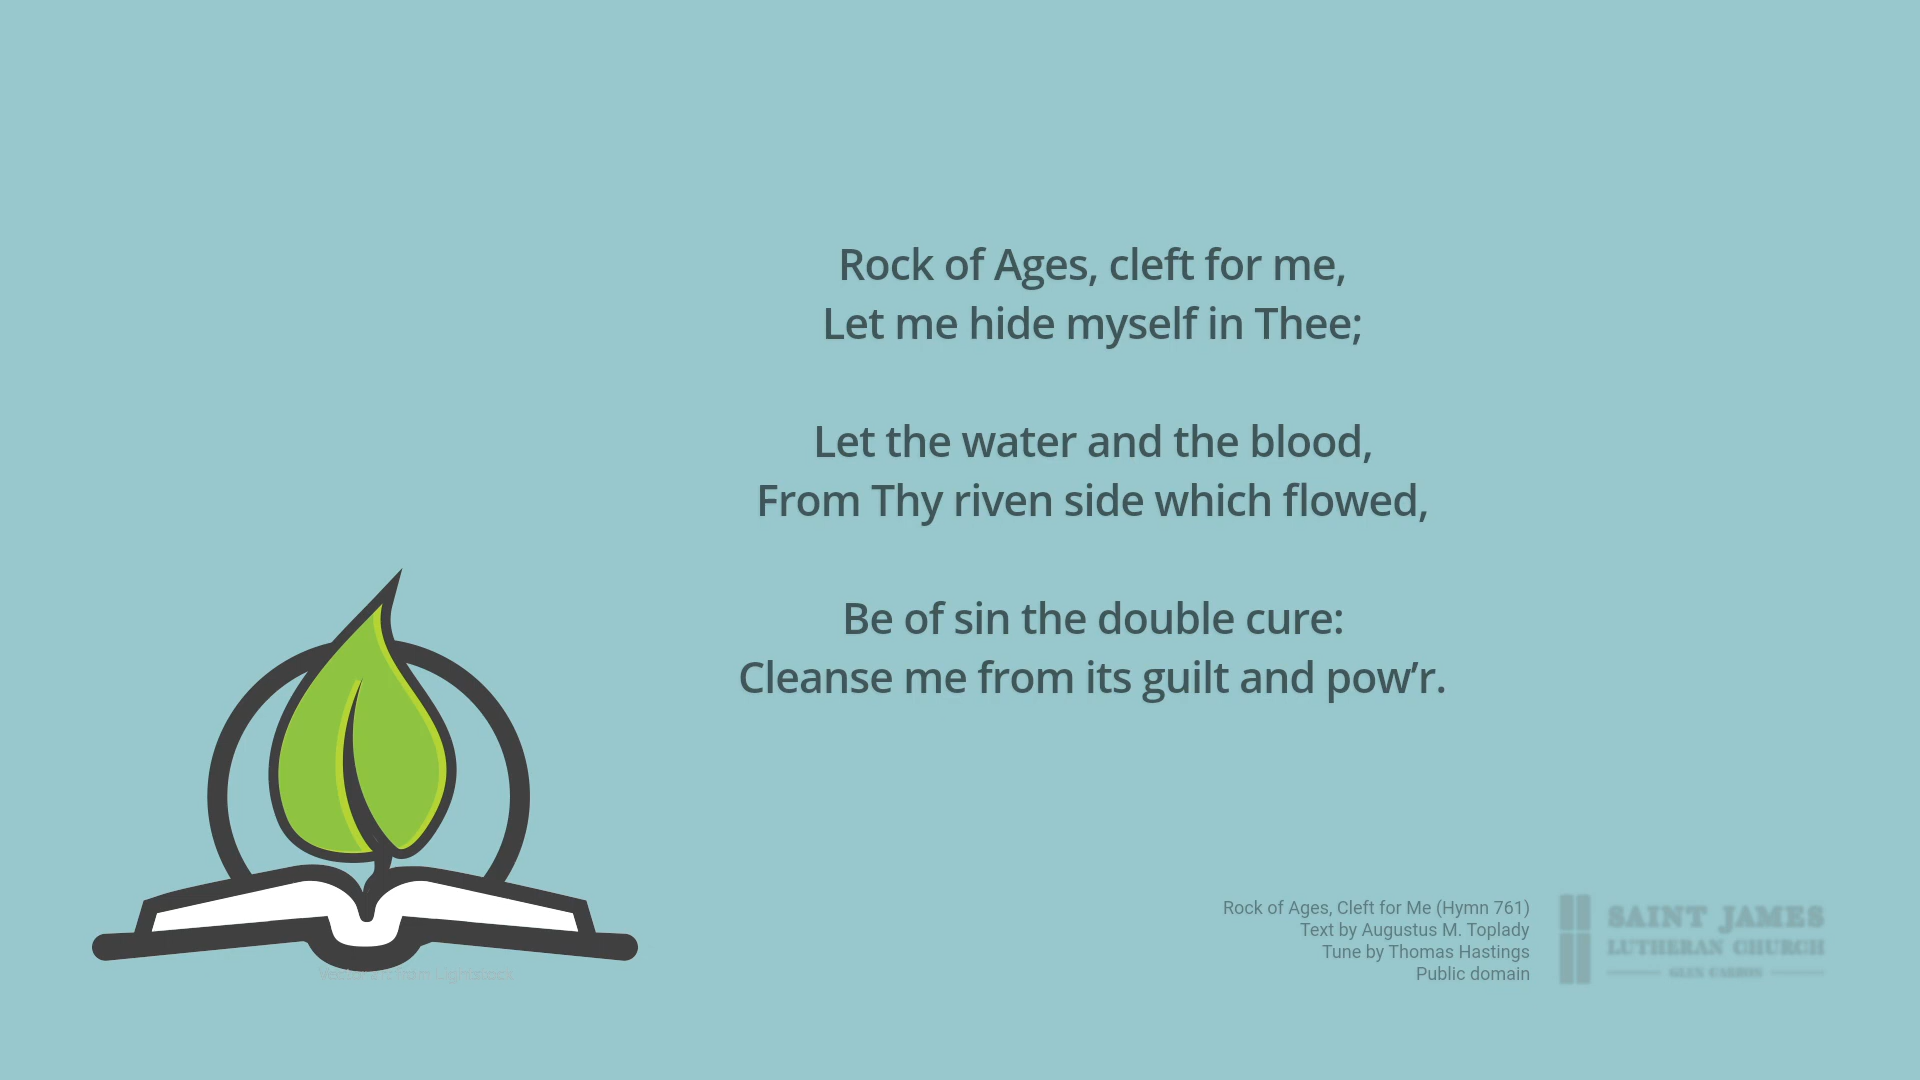 Rock of Ages, cleft for me,
Let me hide myself in Thee;
Let the water and the blood,
From Thy riven side which flowed,
Be of sin the double cure:
Cleanse me from its guilt and pow’r.
Rock of Ages, Cleft for Me (Hymn 761)
Text by Augustus M. Toplady
Tune by Thomas Hastings
Public domain
SAINT JAMES
LUTHERAN CHURCH
GLEN CARBON